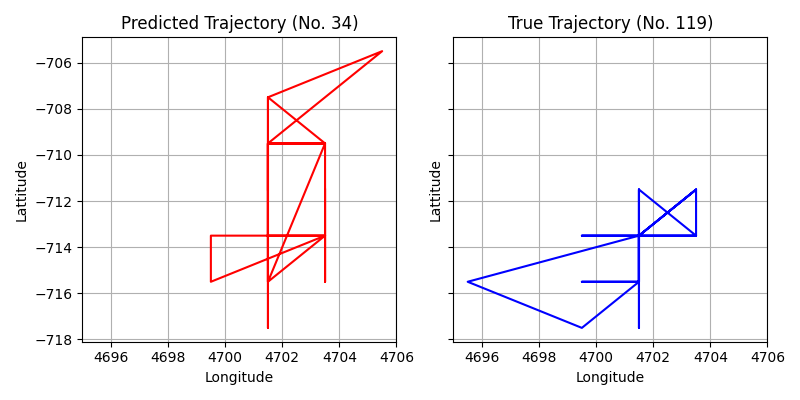 Predicted Trajectory (No. 34)
True Trajectory (No. 119)
Lattitude
−706
−708
−710
−712
−714
−716
−718
4696 4698 4700 4702 4704 4706
Longitude
Lattitude
4696 4698 4700 4702 4704 4706
Longitude